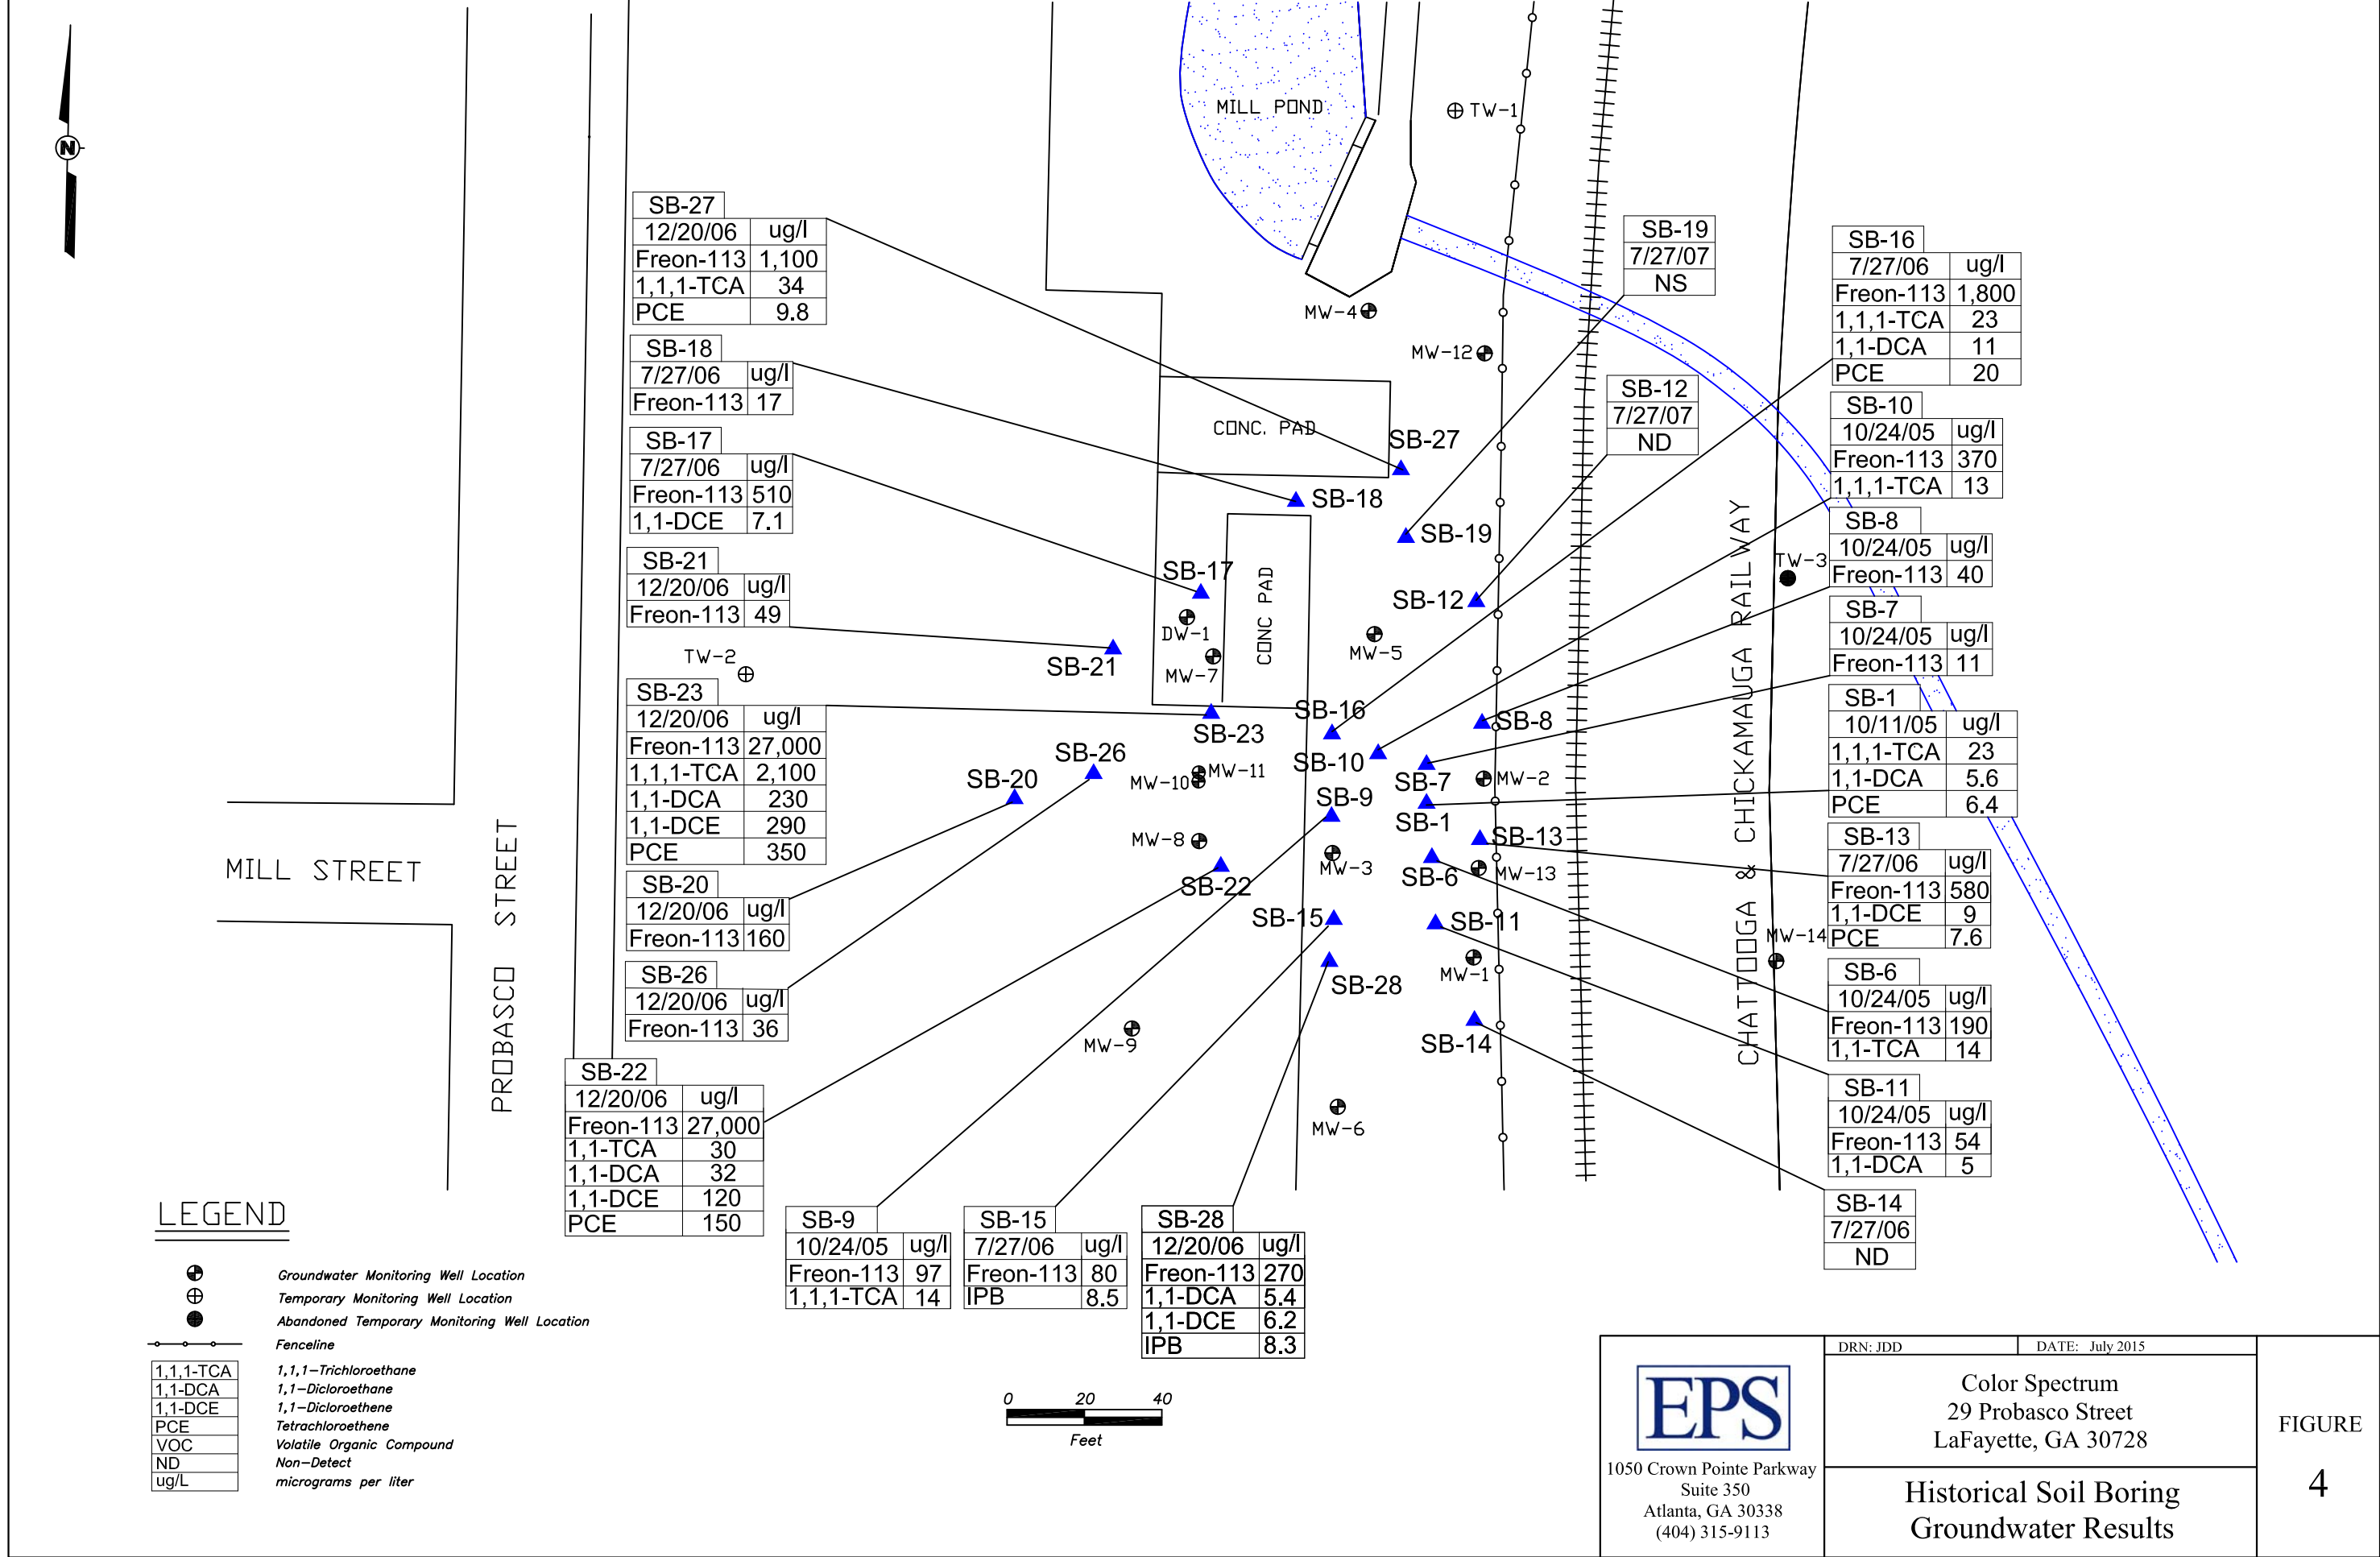 N
MILL POND
TW-1
SB-27
12/20/06 ug/l
Freon-113 1,100
1,1,1-TCA 34
PCE 9.8
SB-18
7/27/06 ug/l
Freon-113 17
SB-17
7/27/06 ug/l
Freon-113 510
1,1-DCE 7.1
SB-21
12/20/06 ug/l
Freon-113 49
TW-2
SB-23
12/20/06 ug/l
Freon-113 27,000
1,1,1-TCA 2,100
1,1-DCA 230
1,1-DCE 290
PCE 350
SB-20
12/20/06 ug/l
Freon-113 160
SB-26
12/20/06 ug/l
Freon-113 36
SB-22
12/20/06 ug/l
Freon-113 27,000
1,1-TCA 30
1,1-DCA 32
1,1-DCE 120
PCE 150
SB-9
10/24/05 ug/l
Freon-113 97
1,1,1-TCA 14
SB-15
7/27/06 ug/l
Freon-113 80
IPB 8.5
SB-28
12/20/06 ug/l
Freon-113 270
1,1-DCA 5.4
1,1-DCE 6.2
IPB 8.3
SB-19
7/27/07
NS
SB-12
7/27/07
ND
SB-16
7/27/06 ug/l
Freon-113 1,800
1,1,1-TCA 23
1,1-DCA 11
PCE 20
SB-10
10/24/05 ug/l
Freon-113 370
1,1,1-TCA 13
SB-8
10/24/05 ug/l
Freon-113 40
SB-7
10/24/05 ug/l
Freon-113 11
SB-1
10/11/05 ug/l
1,1,1-TCA 23
1,1-DCA 5.6
PCE 6.4
SB-13
7/27/06 ug/l
Freon-113 580
1,1-DCE 9
PCE 7.6
SB-6
10/24/05 ug/l
Freon-113 190
1,1-TCA 14
SB-11
10/24/05 ug/l
Freon-113 54
1,1-DCA 5
SB-14
7/27/06
ND
MW-4
MW-12
CONC. PAD
SB-27
SB-18
SB-19
SB-17
CONC PAD
SB-12
DW-1
MW-5
SB-21
MW-7
TW-3
SB-16
SB-23
SB-8
SB-26
SB-10
MW-11
MW-10
SB-20
SB-7
MW-2
SB-9
SB-1
MW-8
SB-13
MW-3
SB-6
MW-13
SB-22
SB-15
SB-11
MW-14
MW-1
SB-28
MW-9
SB-14
MW-6
MILL STREET
PROBASCO STREET
CHATTOOGA & CHICKAMAUGA RAILWAY
LEGEND
Groundwater Monitoring Well Location
Temporary Monitoring Well Location
Abandoned Temporary Monitoring Well Location
Fenceline
1,1,1-TCA 1,1,1-Trichloroethane
1,1-DCA 1,1-Dicloroethane
1,1-DCE 1,1-Dicloroethene
PCE Tetrachloroethene
VOC Volatile Organic Compound
ND Non-Detect
ug/L micrograms per liter
0 20 40
Feet
EPS
1050 Crown Pointe Parkway
Suite 350
Atlanta, GA 30338
(404) 315-9113
DRN: JDD DATE: July 2015
Color Spectrum
29 Probasco Street
LaFayette, GA 30728
Historical Soil Boring
Groundwater Results
FIGURE
4